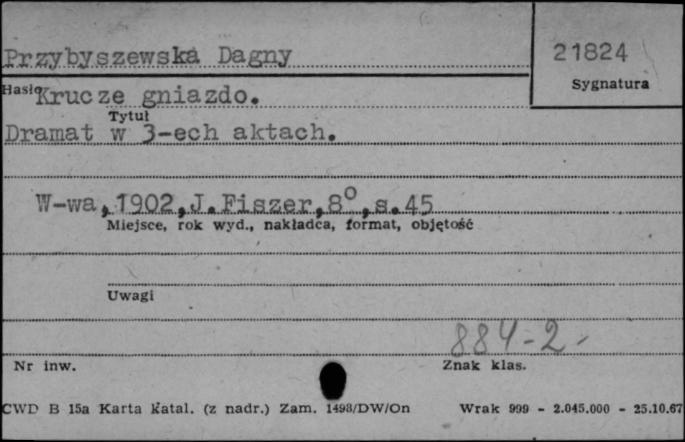 Przybyszewska Dagny
21824
Sygnatura
Hasło
Krucze gniazdo.
Tytuł
Dramat w 3-ech aktach.
W-wa, 1902, J. Fiszer, 8°, s. 45
Miejsce, rok wyd., nakładca, format, objętość
Uwagi
884-2-
Nr inw.
Znak klas.
CWD B 15a Karta katal. (z nadr.) Zam. 1498/DW/On
Wrak 999 - 2.045.000 - 25.10.67